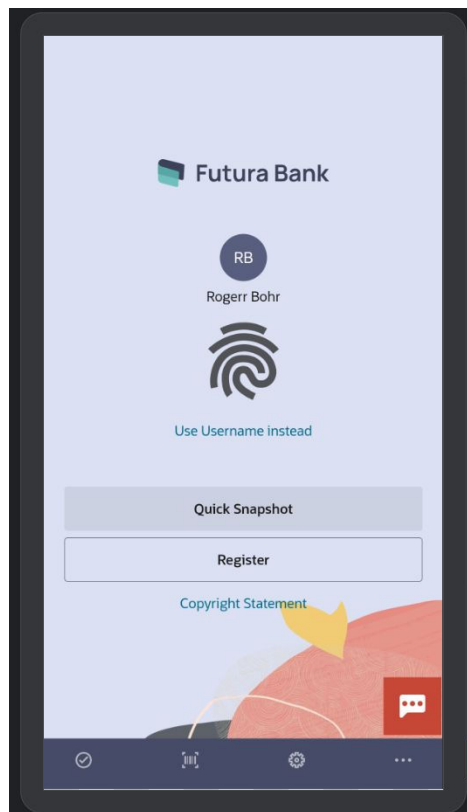 Futura Bank
RB
Rogerr Bohr
Use Username instead
Quick Snapshot
Register
Copyright Statement